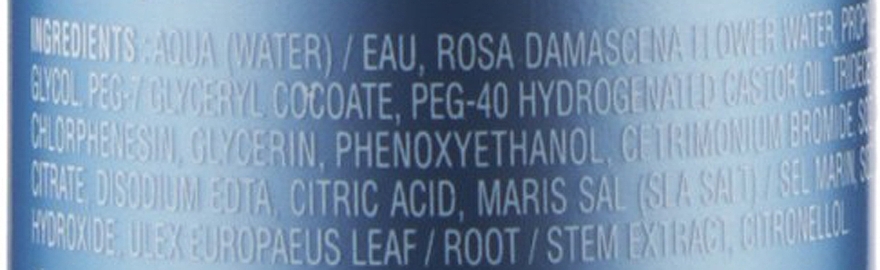 INGREDIENTS : AQUA (WATER) / EAU, ROSA DAMASCENA FLOWER WATER,
GLYCOL, PEG-7 GLYCERYL COCOATE, PEG-40 HYDROGENATED CASTOR OIL,
CHLORPHENESIN, GLYCERIN, PHENOXYETHANOL, CETRIMONIUM BROMIDE,
CITRATE, DISODIUM EDTA, CITRIC ACID, MARIS SAL (SEA SALT) / SEL MARIN,
HYDROXIDE, ULEX EUROPAEUS LEAF / ROOT / STEM EXTRACT, CITRONELLOL.